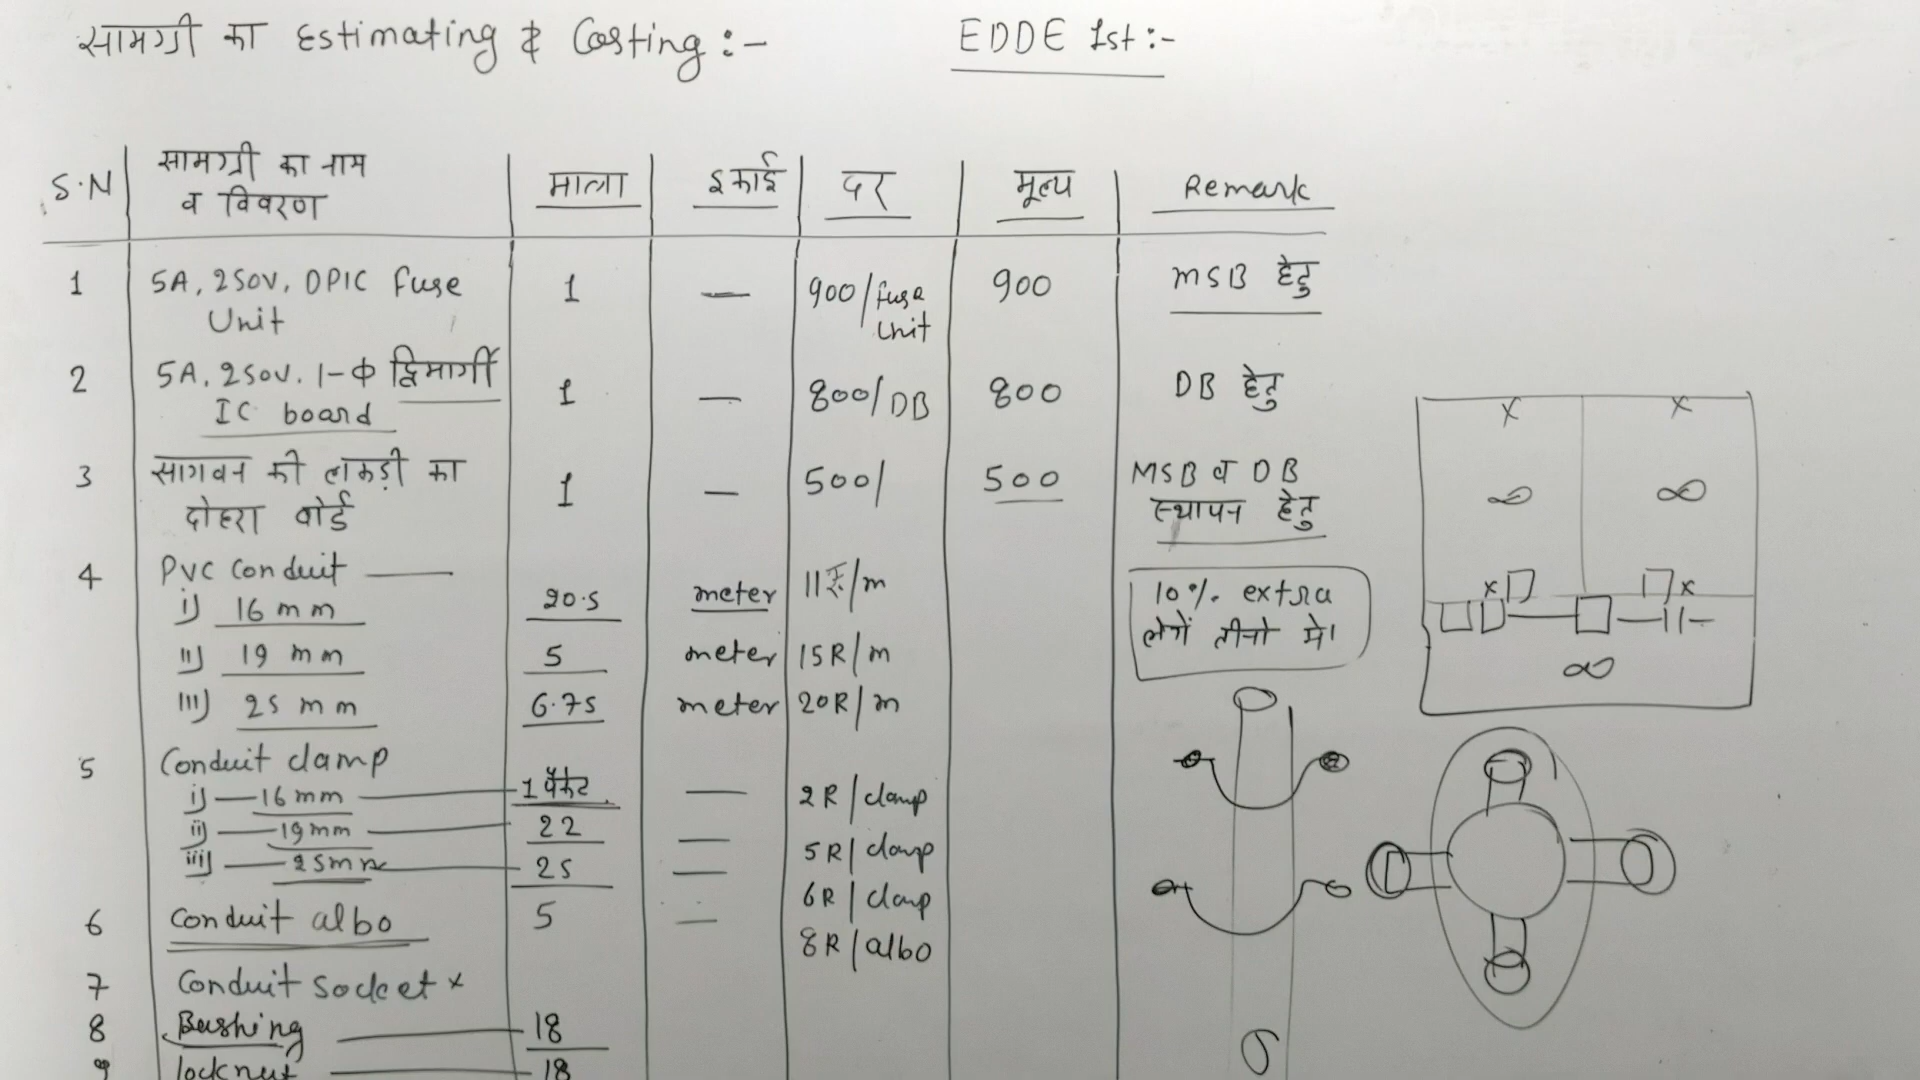 सामग्री का Estimating & Costing :-
EDDE 1st :-
S.N | सामग्री का नाम व विवरण | मात्रा | इकाई | दर | मूल्य | Remark
1 | 5A, 250V, DPIC fuse Unit | 1 | — | 900/fuse Unit | 900 | MSB हेतु
2 | 5A, 250V. 1-Φ द्विमार्गी IC board | 1 | — | 800/DB | 800 | DB हेतु
3 | सागवन की लकड़ी का दोहरा बोर्ड | 1 | — | 500/ | 500 | MSB व DB स्थापन हेतु
4 | PVC Conduit —
i) 16 mm | 20.5 | meter | 11रु/m | 10% extra लेगें तीनो मे।
ii) 19 mm | 5 | meter | 15R/m
iii) 25 mm | 6.75 | meter | 20R/m
5 | Conduit clamp
i) — 16 mm — 1 पैकेट | — | 2R/clamp
ii) — 19 mm — 22 | — | 5R/clamp
iii) — 25 mm — 25 | — | 6R/clamp
6 | Conduit albo | 5 | — | 8R/albo
7 | Conduit Socket x
8 | Bushing — 18
9 | locknut — 18